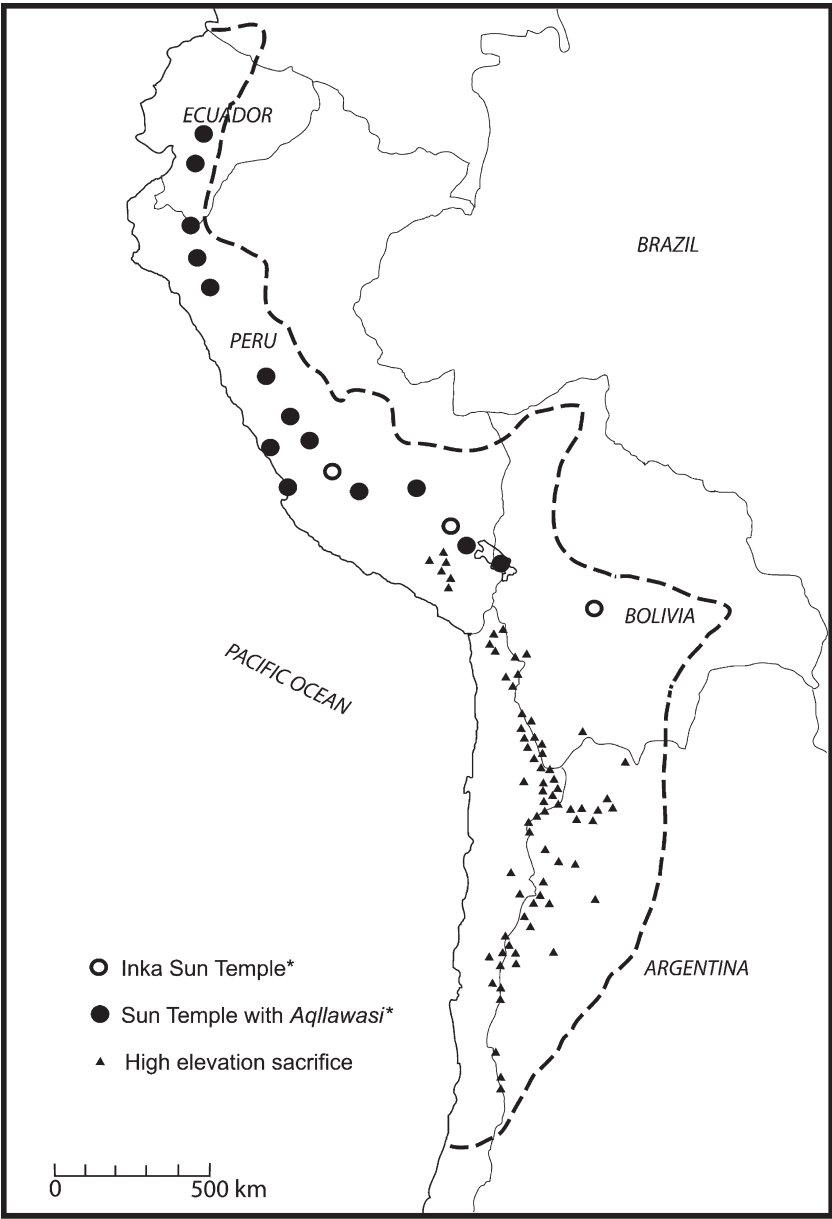 ECUADOR
BRAZIL
PERU
BOLIVIA
PACIFIC OCEAN
Inka Sun Temple*
ARGENTINA
Sun Temple with Aqllawasi*
High elevation sacrifice
0 500 km